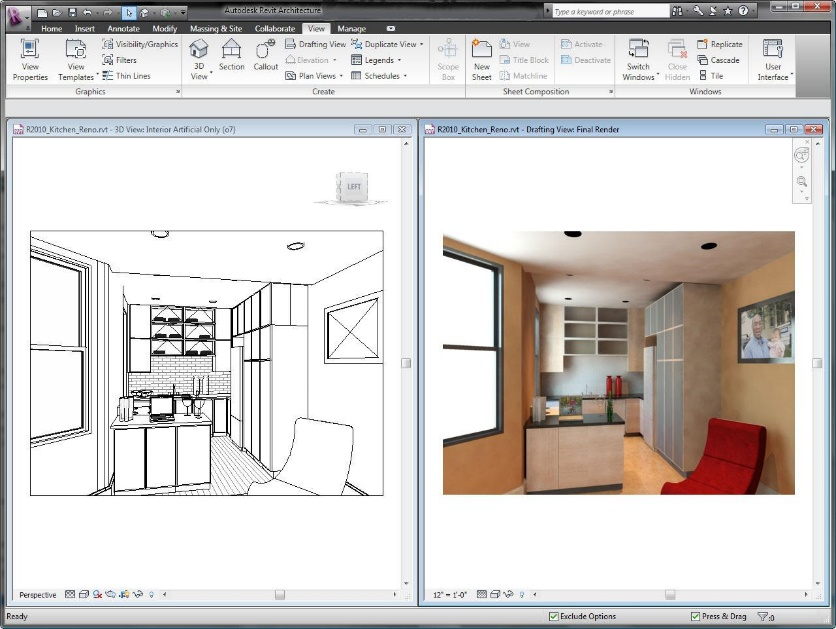 Autodesk Revit Architecture
Type a keyword or phrase
Home Insert Annotate Modify Massing & Site Collaborate View Manage
View Properties
View Templates
Visibility/Graphics
Filters
Thin Lines
Graphics
3D View
Section
Callout
Drafting View
Elevation
Plan Views
Duplicate View
Legends
Schedules
Create
Scope Box
New Sheet
View
Title Block
Matchline
Activate
Deactivate
Sheet Composition
Switch Windows
Close Hidden
Replicate
Cascade
Tile
Windows
User Interface
R2010_Kitchen_Reno.rvt - 3D View: Interior Artificial Only (o7)
LEFT
Perspective
R2010_Kitchen_Reno.rvt - Drafting View: Final Render
12" = 1'-0"
Ready
Exclude Options
Press & Drag
:0